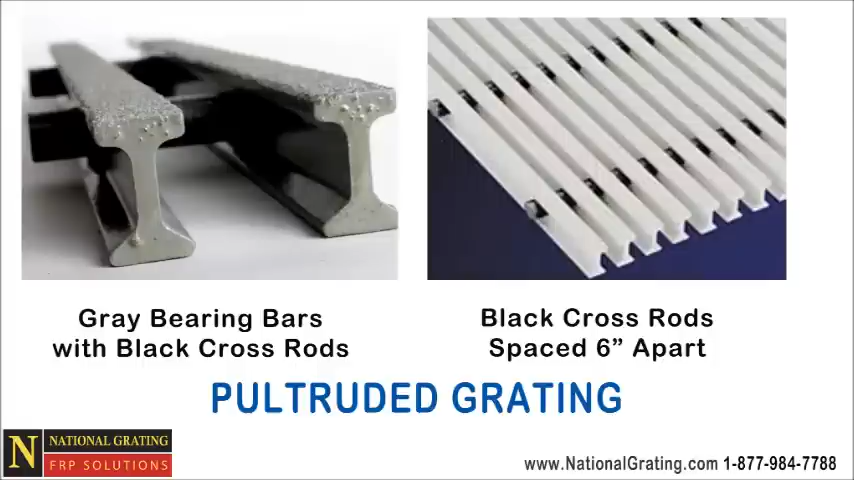 Gray Bearing Bars
with Black Cross Rods
Black Cross Rods
Spaced 6” Apart
PULTRUDED GRATING
N NATIONAL GRATING
FRP SOLUTIONS
www.NationalGrating.com 1-877-984-7788